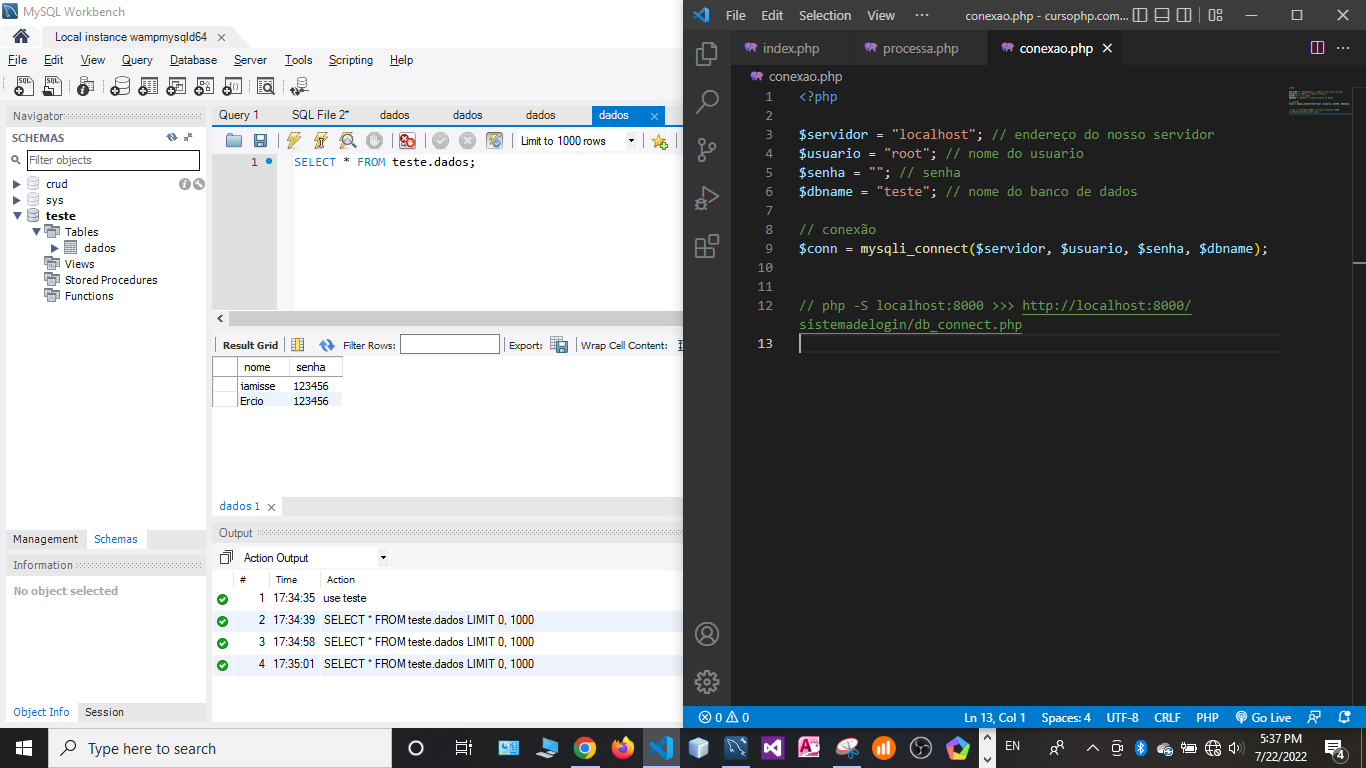 MySQL Workbench
Local instance wampmysqld64
File Edit View Query Database Server Tools Scripting Help
Navigator
SCHEMAS
Filter objects
crud
sys
teste
Tables
dados
Views
Stored Procedures
Functions
Management Schemas
Information
No object selected
Object Info Session
Query 1 SQL File 2* dados dados dados dados
Limit to 1000 rows
1 SELECT * FROM teste.dados;
Result Grid Filter Rows: Export: Wrap Cell Content:
nome senha
iamisse 123456
Ercio 123456
dados 1
Output
Action Output
# Time Action
1 17:34:35 use teste
2 17:34:39 SELECT * FROM teste.dados LIMIT 0, 1000
3 17:34:58 SELECT * FROM teste.dados LIMIT 0, 1000
4 17:35:01 SELECT * FROM teste.dados LIMIT 0, 1000
File Edit Selection View ··· conexao.php - cursophp.com...
index.php processa.php conexao.php
conexao.php
1 <?php
2
3 $servidor = "localhost"; // endereço do nosso servidor
4 $usuario = "root"; // nome do usuario
5 $senha = ""; // senha
6 $dbname = "teste"; // nome do banco de dados
7
8 // conexão
9 $conn = mysqli_connect($servidor, $usuario, $senha, $dbname);
10
11
12 // php -S localhost:8000 >>> http://localhost:8000/
sistemadelogin/db_connect.php
13
0 0 Ln 13, Col 1 Spaces: 4 UTF-8 CRLF PHP Go Live
Type here to search
EN
5:37 PM
7/22/2022
4